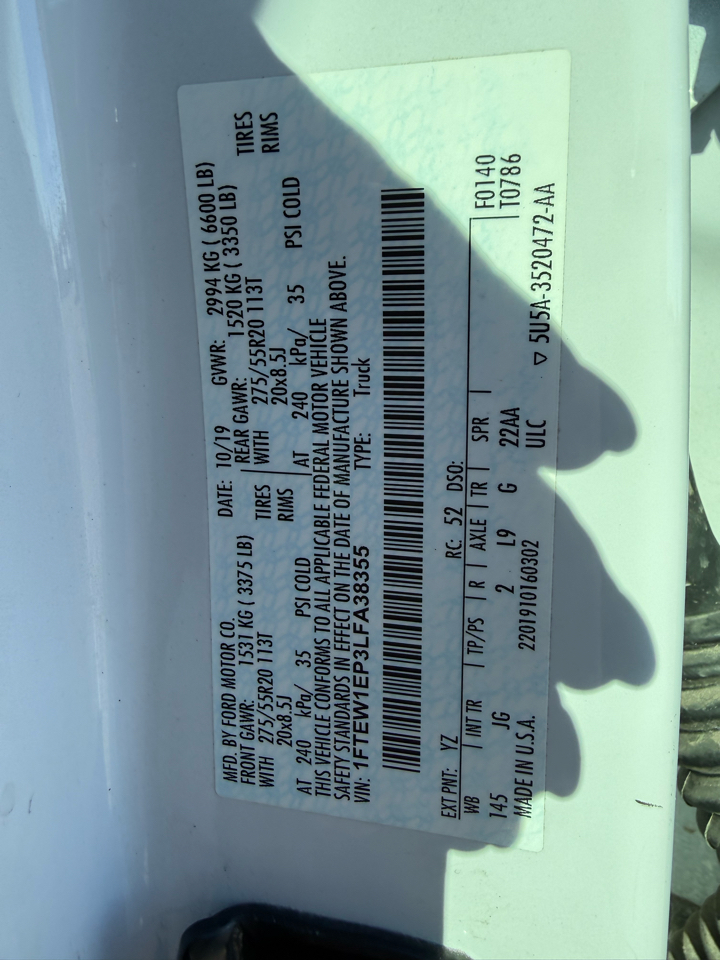 MFD. BY FORD MOTOR CO. DATE: 10/19 GVWR: 2994 KG ( 6600 LB)
FRONT GAWR: 1531 KG ( 3375 LB) REAR GAWR: 1520 KG ( 3350 LB)
WITH 275/55R20 113T TIRES WITH 275/55R20 113T TIRES
20x8.5J RIMS 20x8.5J RIMS
AT 240 kPa/ 35 PSI COLD AT 240 kPa/ 35 PSI COLD
THIS VEHICLE CONFORMS TO ALL APPLICABLE FEDERAL MOTOR VEHICLE
SAFETY STANDARDS IN EFFECT ON THE DATE OF MANUFACTURE SHOWN ABOVE.
VIN: 1FTEW1EP3LFA38355 TYPE: Truck
EXT PNT: YZ RC: 52 DSO:
WB INT TR TP/PS R AXLE TR SPR F0140
145 JG 2 L9 G 22AA T0786
MADE IN U.S.A. 2201910160302 ULC
▽ 5U5A-3520472-AA